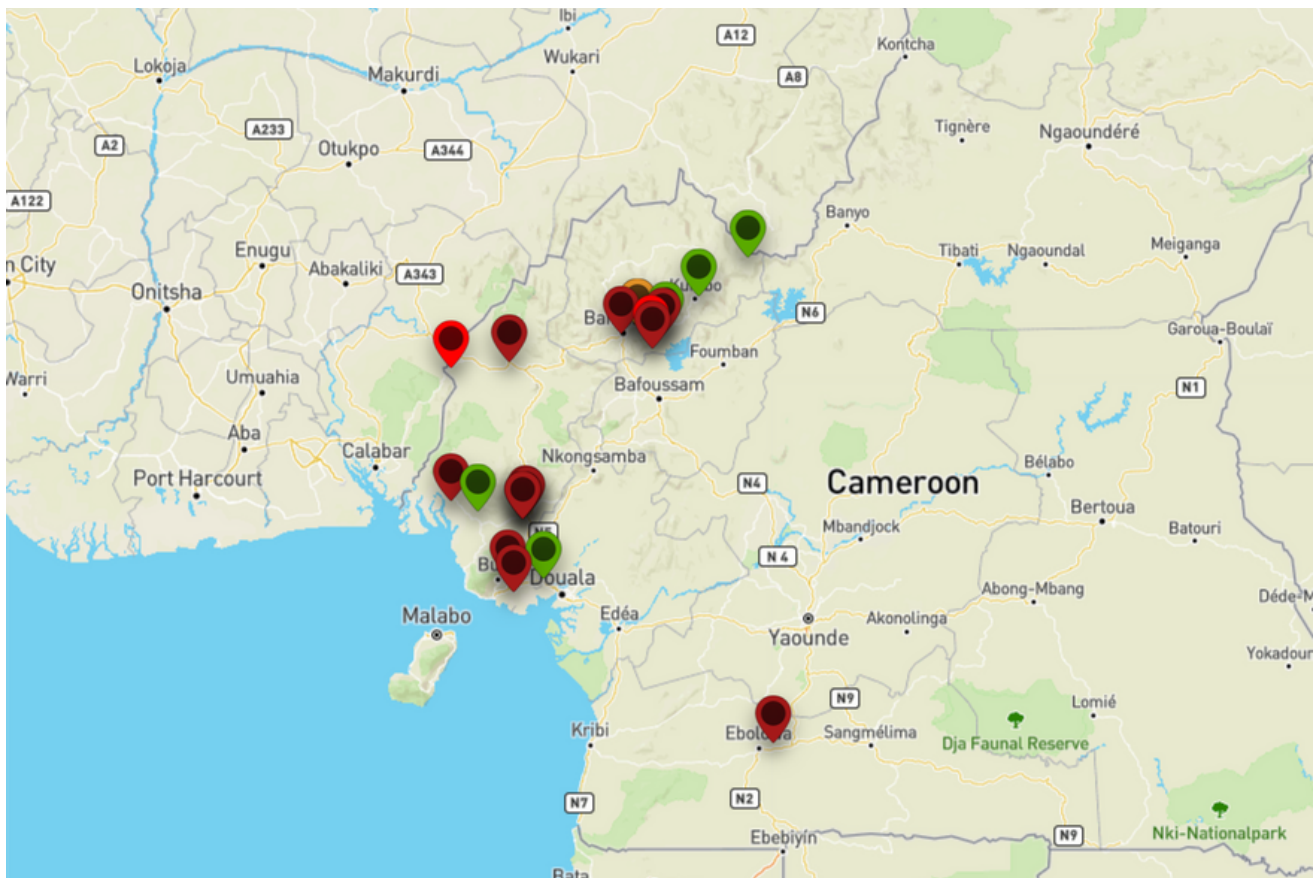 Ibi
A12
Kontcha
Wukari
Lokoja
Makurdi
A8
A233
Tignère
Ngaoundéré
A2
Otukpo
A344
A122
Banyo
Enugu
Tibati
Ngaoundal
Meiganga
Abakaliki
A343
Onitsha
N6
Garoua-Boulaï
Foumban
Warri
Umuahia
Bafoussam
N1
Aba
Calabar
Nkongsamba
Bélabo
Port Harcourt
N4
Cameroon
Bertoua
Mbandjock
Batouri
N5
N 4
Douala
Abong-Mbang
Malabo
Edéa
Akonolinga
Yaounde
N9
Lomié
Kribi
Sangmélima
Dja Faunal Reserve
N7
N2
Nki-Nationalpark
Ebebiyín
N9
Bata